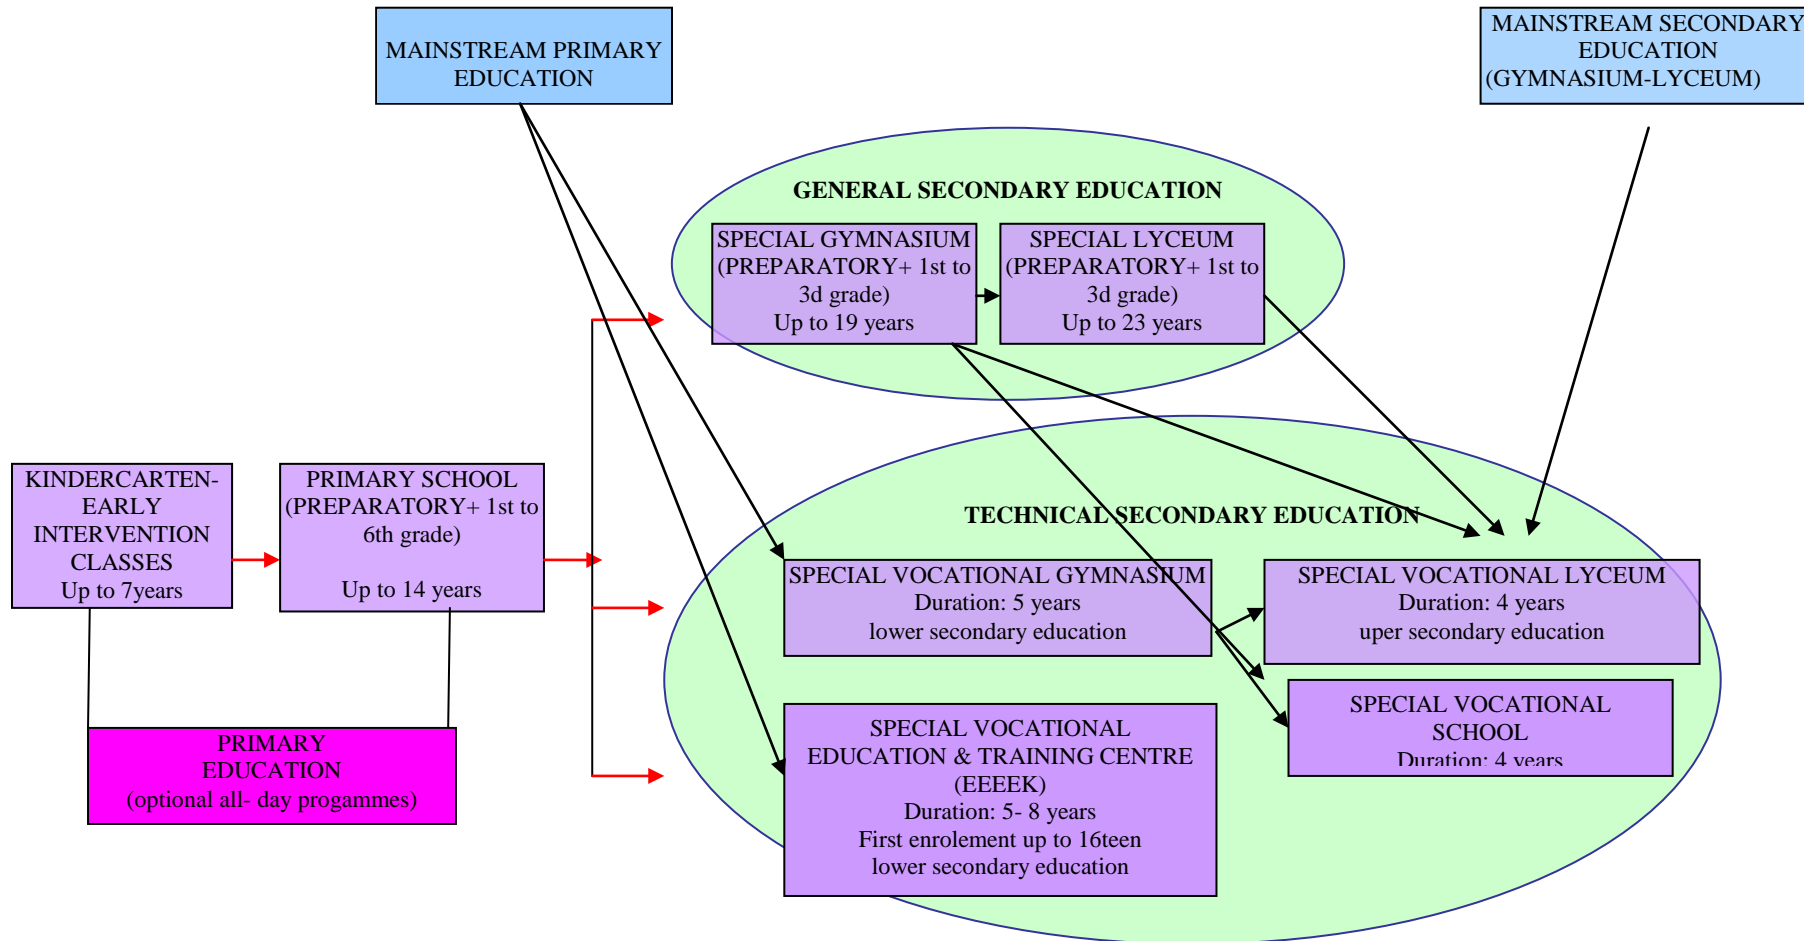 MAINSTREAM PRIMARY
EDUCATION
MAINSTREAM SECONDARY
EDUCATION
(GYMNASIUM-LYCEUM)
GENERAL SECONDARY EDUCATION
SPECIAL GYMNASIUM
(PREPARATORY+ 1st to
3d grade)
Up to 19 years
SPECIAL LYCEUM
(PREPARATORY+ 1st to
3d grade)
Up to 23 years
KINDERCARTEN-
EARLY
INTERVENTION
CLASSES
Up to 7years
PRIMARY SCHOOL
(PREPARATORY+ 1st to
6th grade)
Up to 14 years
TECHNICAL SECONDARY EDUCATION
SPECIAL VOCATIONAL GYMNASIUM
Duration: 5 years
lower secondary education
SPECIAL VOCATIONAL LYCEUM
Duration: 4 years
uper secondary education
SPECIAL VOCATIONAL
SCHOOL
Duration: 4 years
SPECIAL VOCATIONAL
EDUCATION & TRAINING CENTRE
(EEEEK)
Duration: 5- 8 years
First enrolement up to 16teen
lower secondary education
PRIMARY
EDUCATION
(optional all- day progammes)